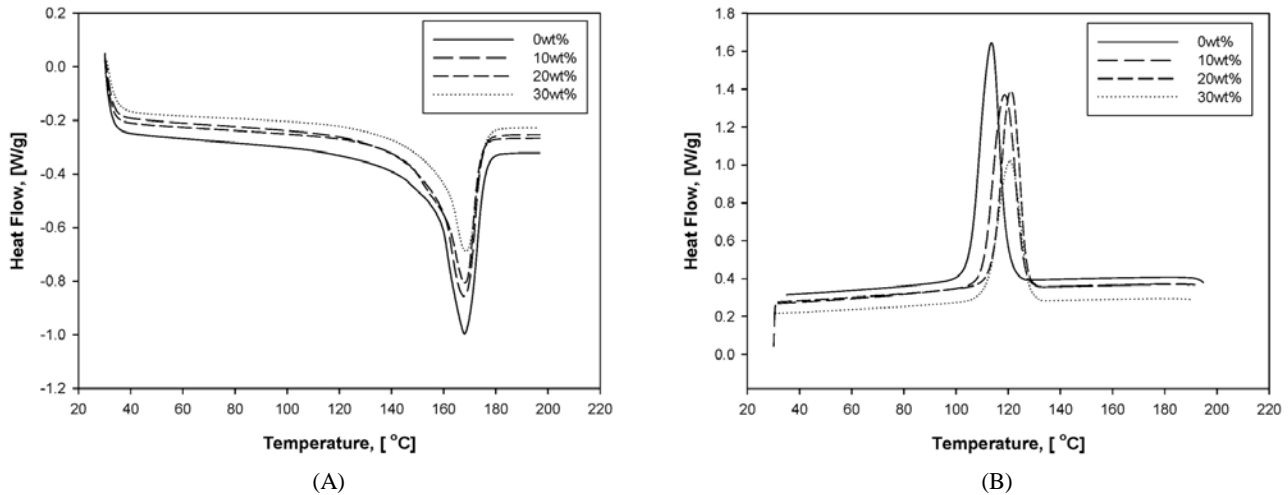 0.2
0.0
-0.2
-0.4
-0.6
-0.8
-1.0
-1.2
Heat Flow, [W/g]
0wt%
10wt%
20wt%
30wt%
20 40 60 80 100 120 140 160 180 200 220
Temperature, [ °C]
(A)
1.8
1.6
1.4
1.2
1.0
0.8
0.6
0.4
0.2
0.0
Heat Flow, [W/g]
0wt%
10wt%
20wt%
30wt%
20 40 60 80 100 120 140 160 180 200 220
Temperature, [ °C]
(B)